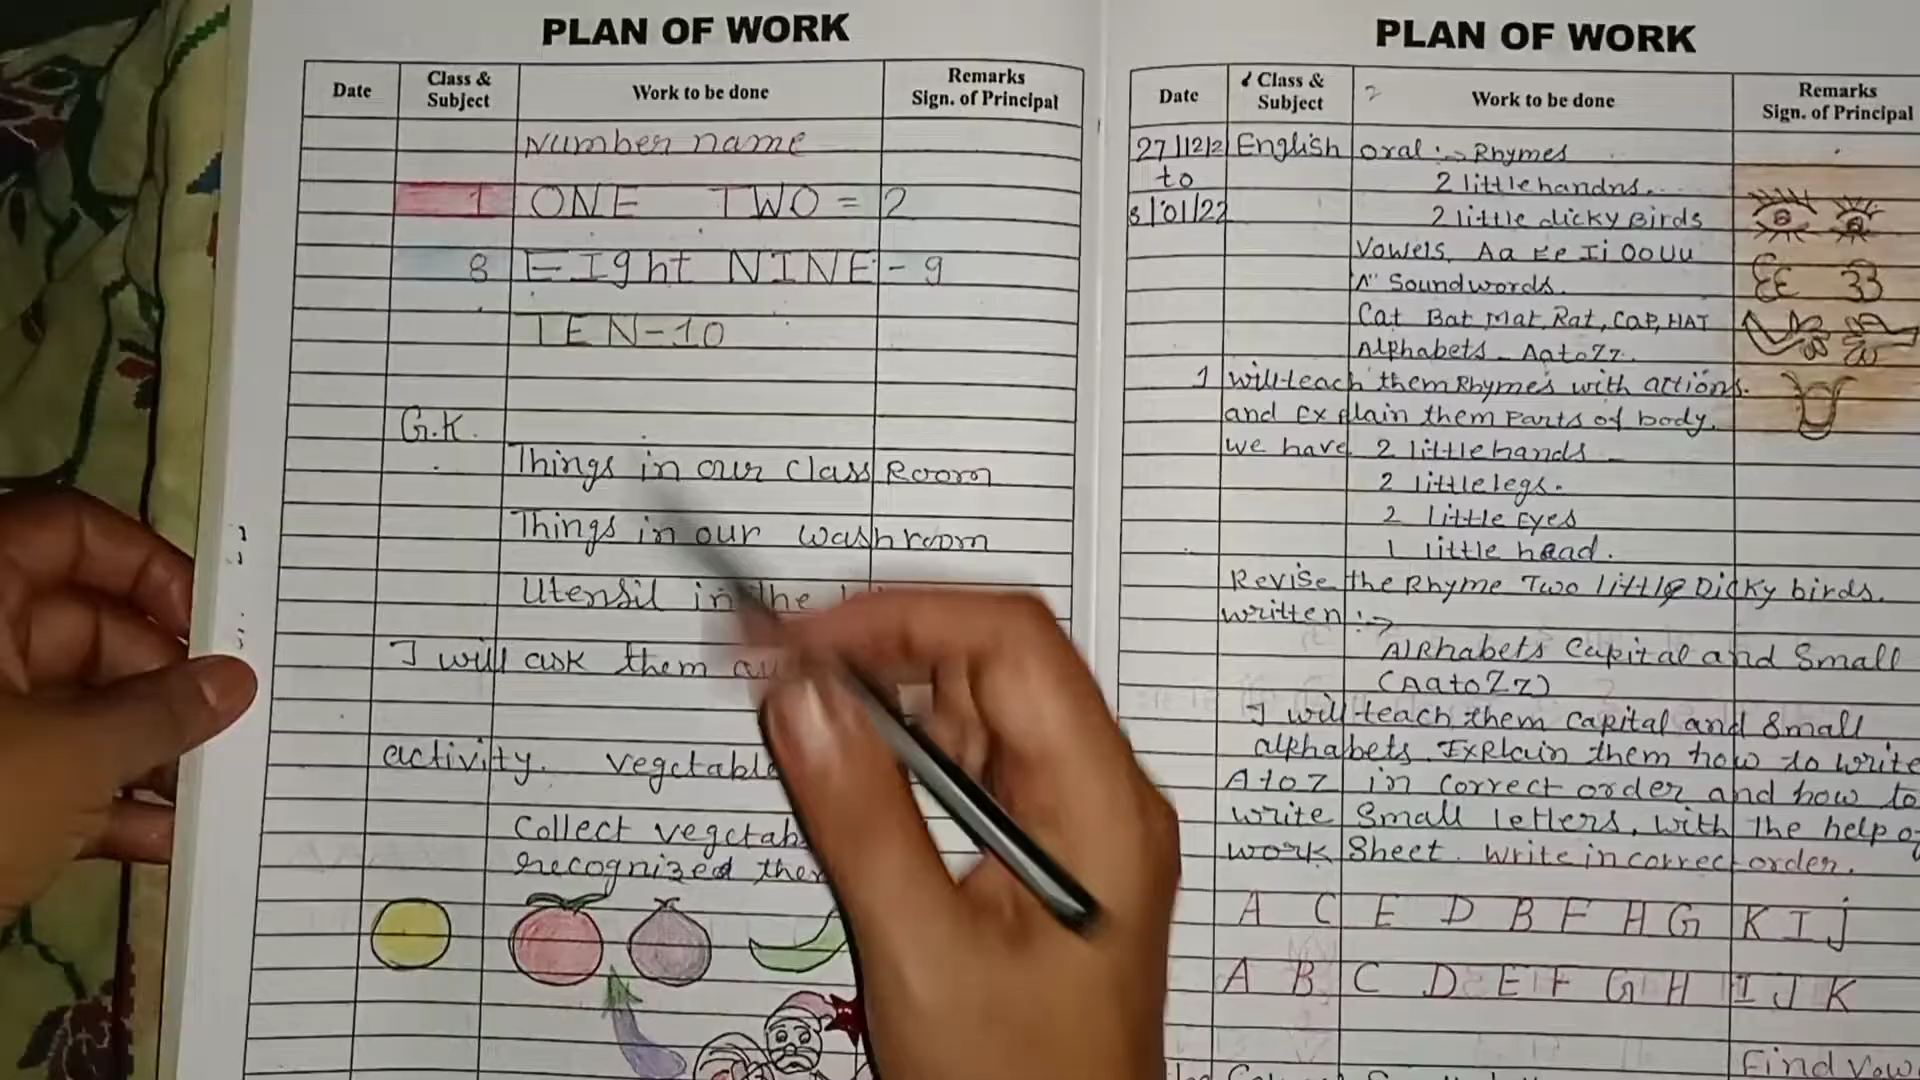 PLAN OF WORK
Date
Class &
Subject
Work to be done
Remarks
Sign. of Principal
Number name
1 ONE TWO = 2
8 EIght NINE - 9
TEN-10
G.K.
Things in our Class Room
Things in our washroom
Utensil in the
I will ask them
activity. vegetable
Collect vegetab
recognized the
PLAN OF WORK
Date
Class &
Subject
2
Work to be done
Remarks
Sign. of Principal
27/12/21 English oral :-> Rhymes
to 2 little handns.
8/01/22 2 little dicky Birds
Vowels, Aa Ee Ii Oo Uu
"A" Sound words.
Cat Bat Mat, Rat, CaP, HAT
Alphabets - Aa to Zz.
I will teach them Rhymes with actions.
and Explain them Parts of body.
we have 2 little hands
2 little legs.
2 little Eyes
1 little head.
Revise the Rhyme Two little Dicky birds.
written :->
Alphabets Capital and Small
(Aa to Zz)
I will teach them Capital and Small
alphabets. Explain them how to write
A to Z in correct order and how to
write Small letters, with the help o
work Sheet. Write in correct order.
A C E D B F H G K I j
A B C D E F G H I J K
Find Vow